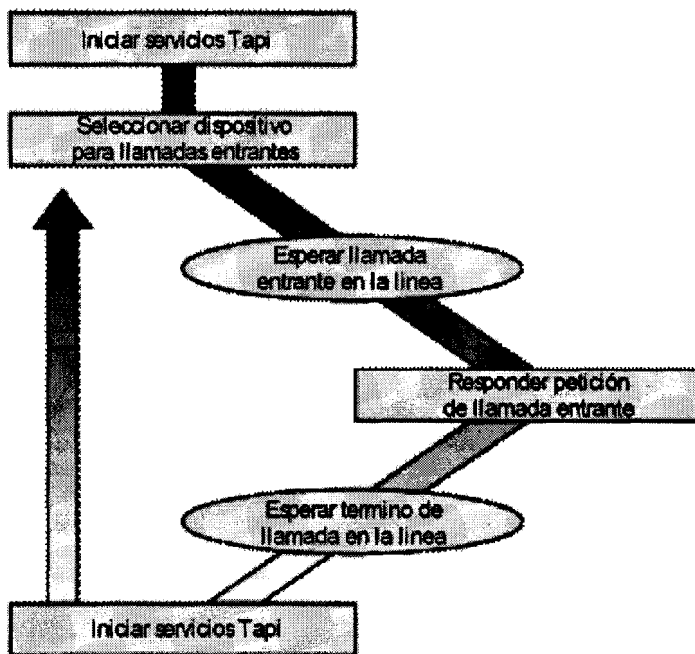 Iniciar servicios Tapi
Seleccionar dispositivo
para llamadas entrantes
Esperar llamada
entrante en la linea
Responder petición
de llamada entrante
Esperar termino de
llamada en la linea
Iniciar servicios Tapi